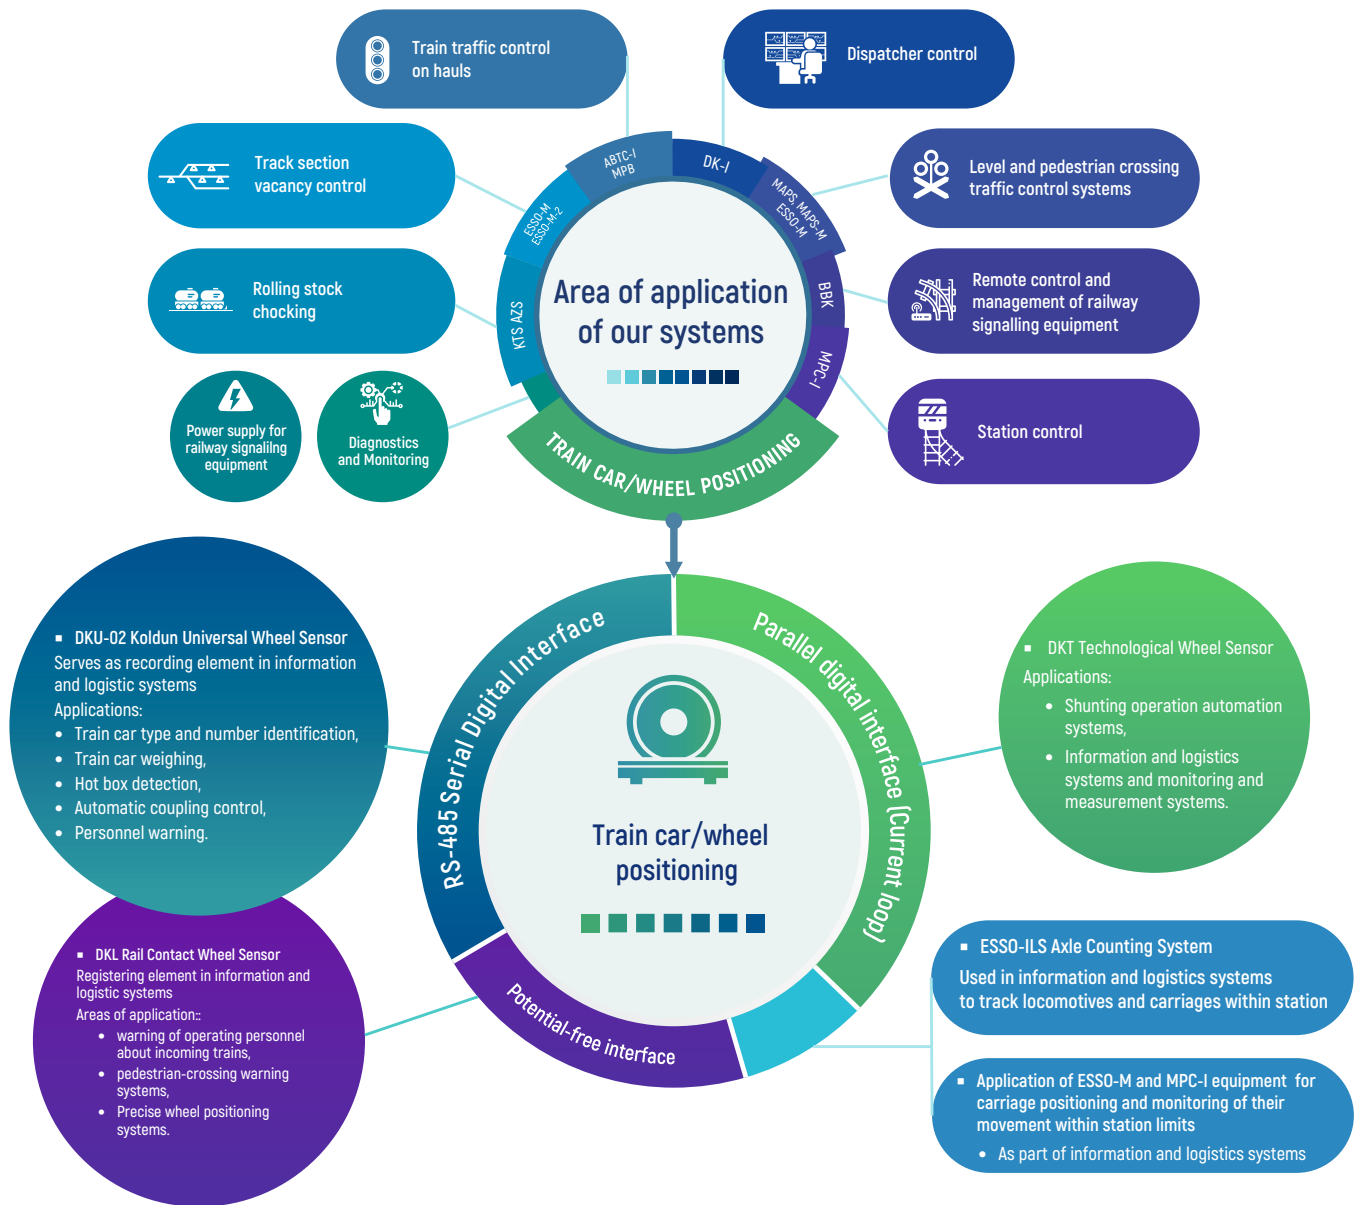 Train traffic control
on hauls
Dispatcher control
Track section
vacancy control
Level and pedestrian crossing
traffic control systems
Rolling stock
chocking
Remote control and
management of railway
signalling equipment
Power supply for
railway signalilng
equipment
Diagnostics
and Monitoring
Station control
ABTC-I
MPB
DK-I
ESSO-M
ESSO-M-2
MAPS, MAPS-M
ESSO-M
KTS AZS
BBK
MPC-I
Area of application
of our systems
TRAIN CAR/WHEEL POSITIONING
RS-485 Serial Digital Interface
Parallel digital interface (Current loop)
Potential-free interface
Train car/wheel
positioning
DKU-02 Koldun Universal Wheel Sensor
Serves as recording element in information
and logistic systems
Applications:
• Train car type and number identification,
• Train car weighing,
• Hot box detection,
• Automatic coupling control,
• Personnel warning.
DKT Technological Wheel Sensor
Applications:
• Shunting operation automation
systems,
• Information and logistics
systems and monitoring and
measurement systems.
DKL Rail Contact Wheel Sensor
Registering element in information and
logistic systems
Areas of application::
• warning of operating personnel
about incoming trains,
• pedestrian-crossing warning
systems,
• Precise wheel positioning
systems.
ESSO-ILS Axle Counting System
Used in information and logistics systems
to track locomotives and carriages within station
Application of ESSO-M and MPC-I equipment for
carriage positioning and monitoring of their
movement within station limits
• As part of information and logistics systems